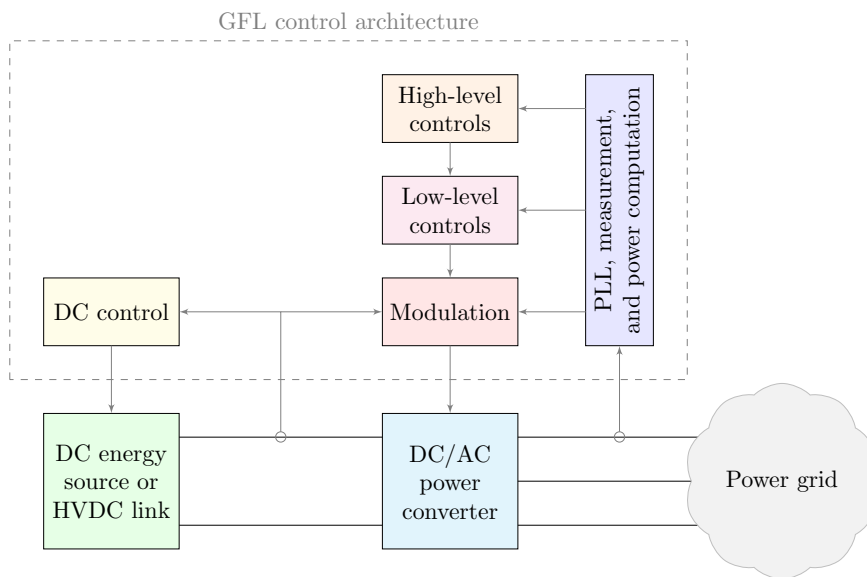 GFL control architecture
High-level
controls
Low-level
controls
PLL, measurement,
and power computation
DC control
Modulation
DC energy
source or
HVDC link
DC/AC
power
converter
Power grid